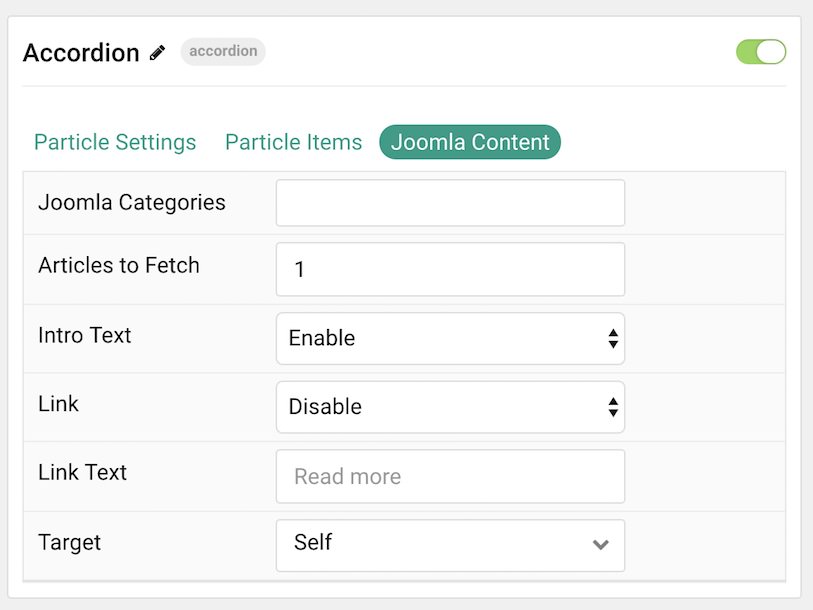 Accordion accordion
Particle Settings Particle Items Joomla Content
Joomla Categories
Articles to Fetch 1
Intro Text Enable
Link Disable
Link Text Read more
Target Self